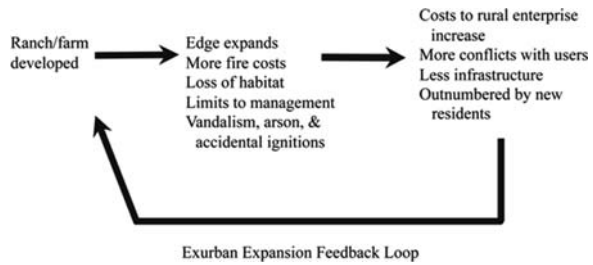 Ranch/farm
developed
Edge expands
More fire costs
Loss of habitat
Limits to management
Vandalism, arson, &
accidental ignitions
Costs to rural enterprise
increase
More conflicts with users
Less infrastructure
Outnumbered by new
residents
Exurban Expansion Feedback Loop